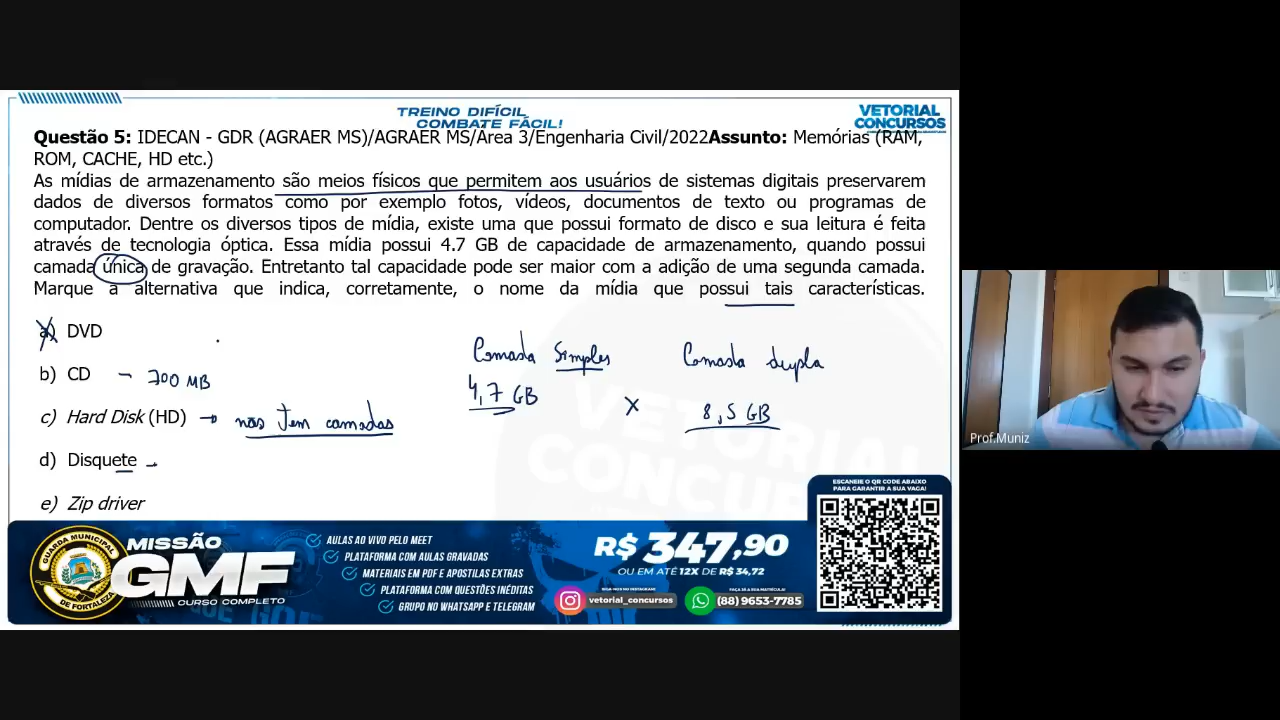 TREINO DIFÍCIL
COMBATE FÁCIL!
VETORIAL
CONCURSOS
Questão 5: IDECAN - GDR (AGRAER MS)/AGRAER MS/Área 3/Engenharia Civil/2022Assunto: Memórias (RAM,
ROM, CACHE, HD etc.)
As mídias de armazenamento são meios físicos que permitem aos usuários de sistemas digitais preservarem
dados de diversos formatos como por exemplo fotos, vídeos, documentos de texto ou programas de
computador. Dentre os diversos tipos de mídia, existe uma que possui formato de disco e sua leitura é feita
através de tecnologia óptica. Essa mídia possui 4.7 GB de capacidade de armazenamento, quando possui
camada única de gravação. Entretanto tal capacidade pode ser maior com a adição de uma segunda camada.
Marque a alternativa que indica, corretamente, o nome da mídia que possui tais características.
a) DVD
b) CD - 700 MB
c) Hard Disk (HD) → não tem camadas
d) Disquete -
e) Zip driver
Camada Simples
4,7 GB
x
Camada dupla
8,5 GB
VETORIAL
CONCURSOS
Prof.Muniz
ESCANEIE O QR CODE ABAIXO
PARA GARANTIR A SUA VAGA!
GUARDA MUNICIPAL
DE FORTALEZA
MISSÃO
GMF
CURSO COMPLETO
AULAS AO VIVO PELO MEET
PLATAFORMA COM AULAS GRAVADAS
MATERIAIS EM PDF E APOSTILAS EXTRAS
PLATAFORMA COM QUESTÕES INÉDITAS
GRUPO NO WHATSAPP E TELEGRAM
R$ 347,90
OU EM ATÉ 12X DE R$ 34,72
vetorial_concursos
(88) 9653-7785